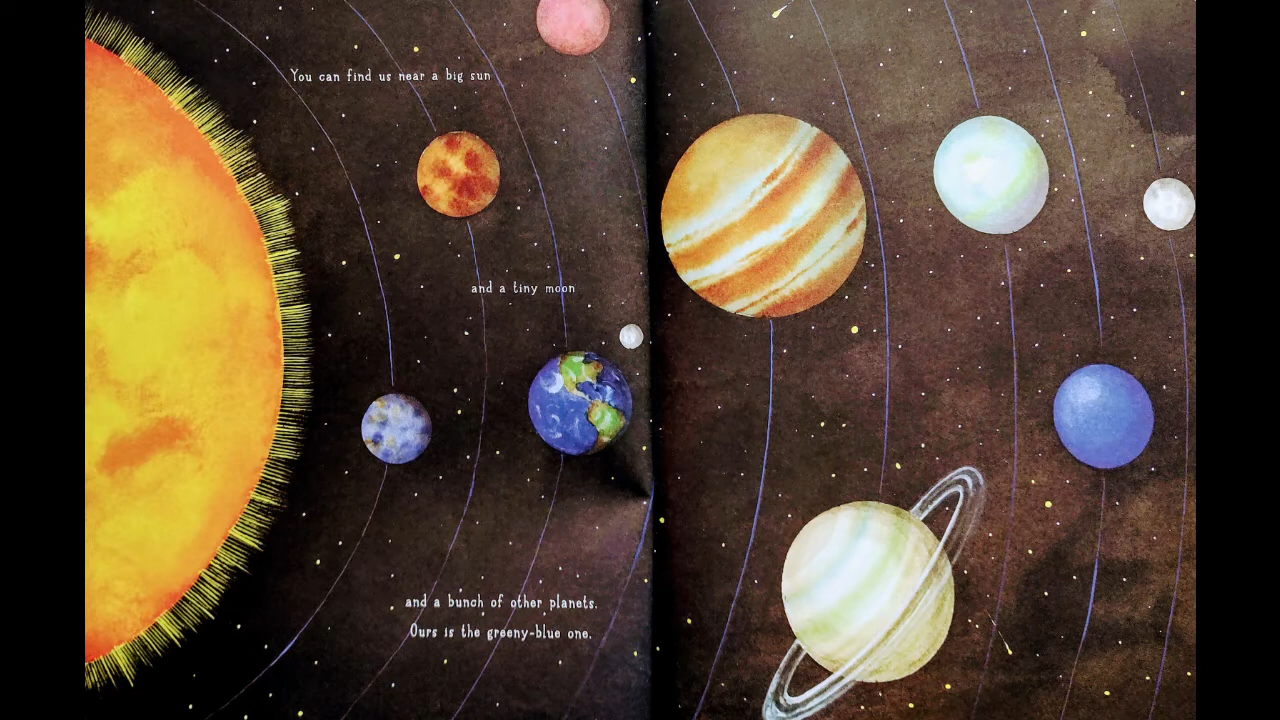 You can find us near a big sun
and a tiny moon
and a bunch of other planets.
Ours is the greeny-blue one.